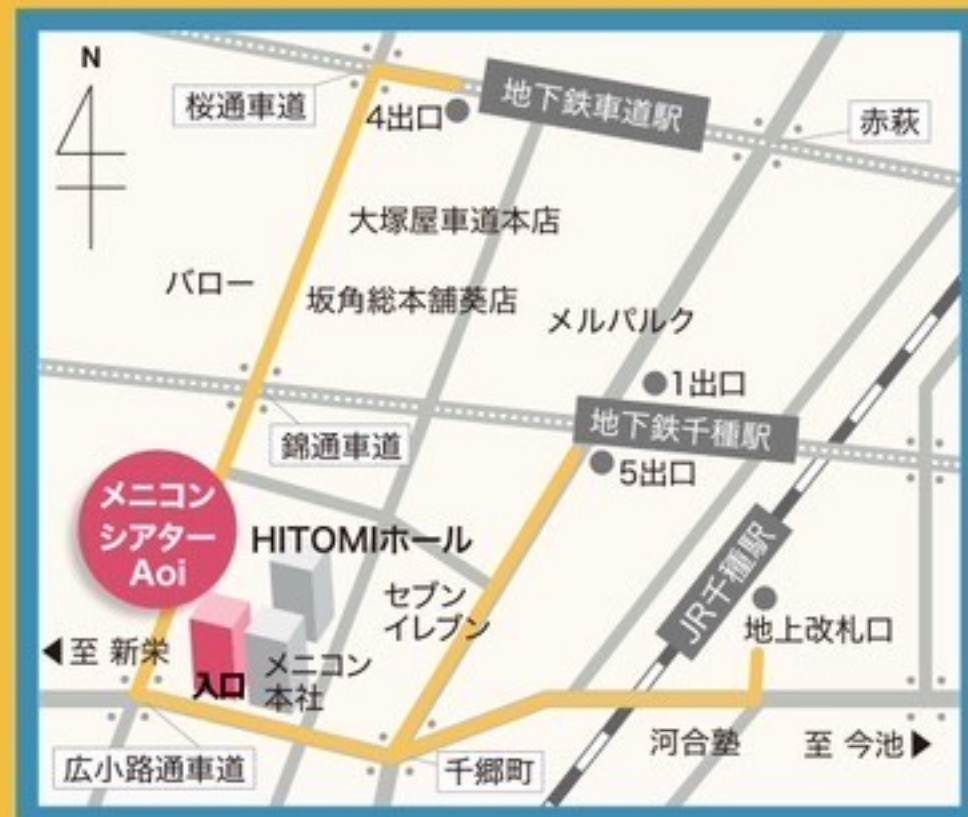 N
桜通車道
4出口
地下鉄車道駅
赤萩
大塚屋車道本店
バロー
坂角総本舗葵店
メルパルク
1出口
地下鉄千種駅
錦通車道
5出口
メニコン
シアター
Aoi
HITOMIホール
JR千種駅
セブン
イレブン
地上改札口
◀至 新栄
メニコン
本社
入口
河合塾
至 今池▶
広小路通車道
千郷町